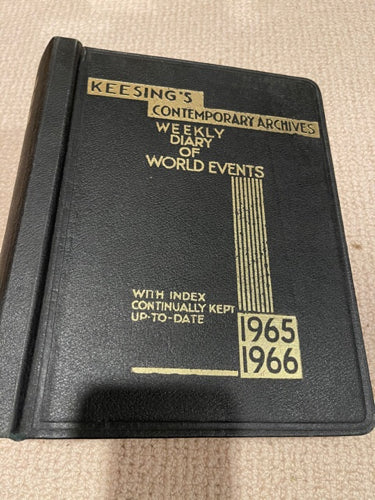 KEESING'S
CONTEMPORARY ARCHIVES
WEEKLY
DIARY
OF
WORLD EVENTS
WITH INDEX
CONTINUALLY KEPT
UP-TO-DATE
1965
1966